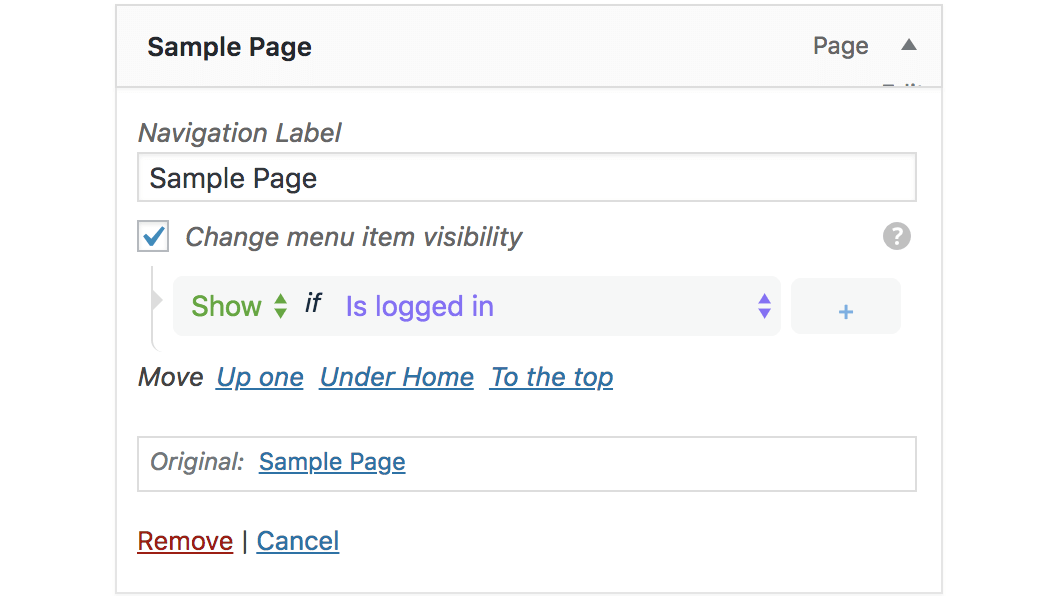 Sample Page Page
Navigation Label
Sample Page
Change menu item visibility ?
Show if Is logged in +
Move Up one Under Home To the top
Original: Sample Page
Remove | Cancel